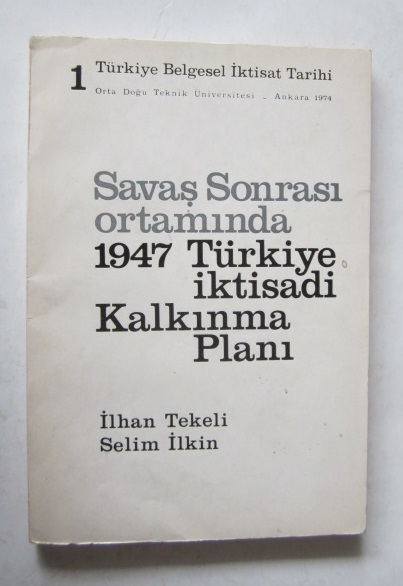 1 Türkiye Belgesel İktisat Tarihi
Orta Doğu Teknik Üniversitesi - Ankara 1974
Savaş Sonrası
ortamında
1947 Türkiye
iktisadi
Kalkınma
Planı
İlhan Tekeli
Selim İlkin